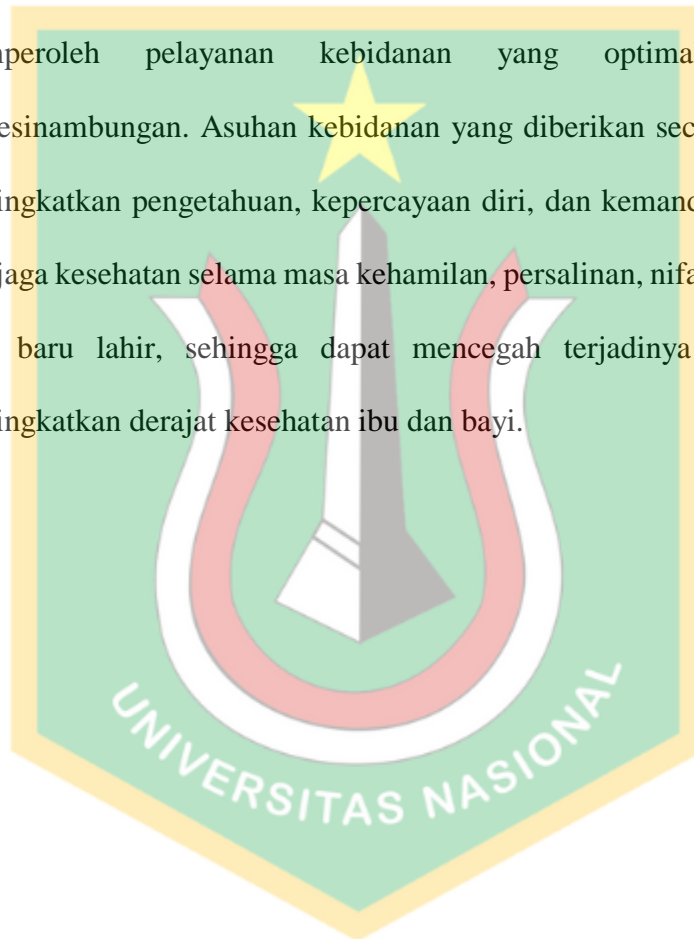 nperoleh pelayanan kebidanan yang optima
esinambungan. Asuhan kebidanan yang diberikan sec
ingkatkan pengetahuan, kepercayaan diri, dan kemand
jaga kesehatan selama masa kehamilan, persalinan, nifa
baru lahir, sehingga dapat mencegah terjadinya
ingkatkan derajat kesehatan ibu dan bayi.
UNIVERSITAS NASIONAL